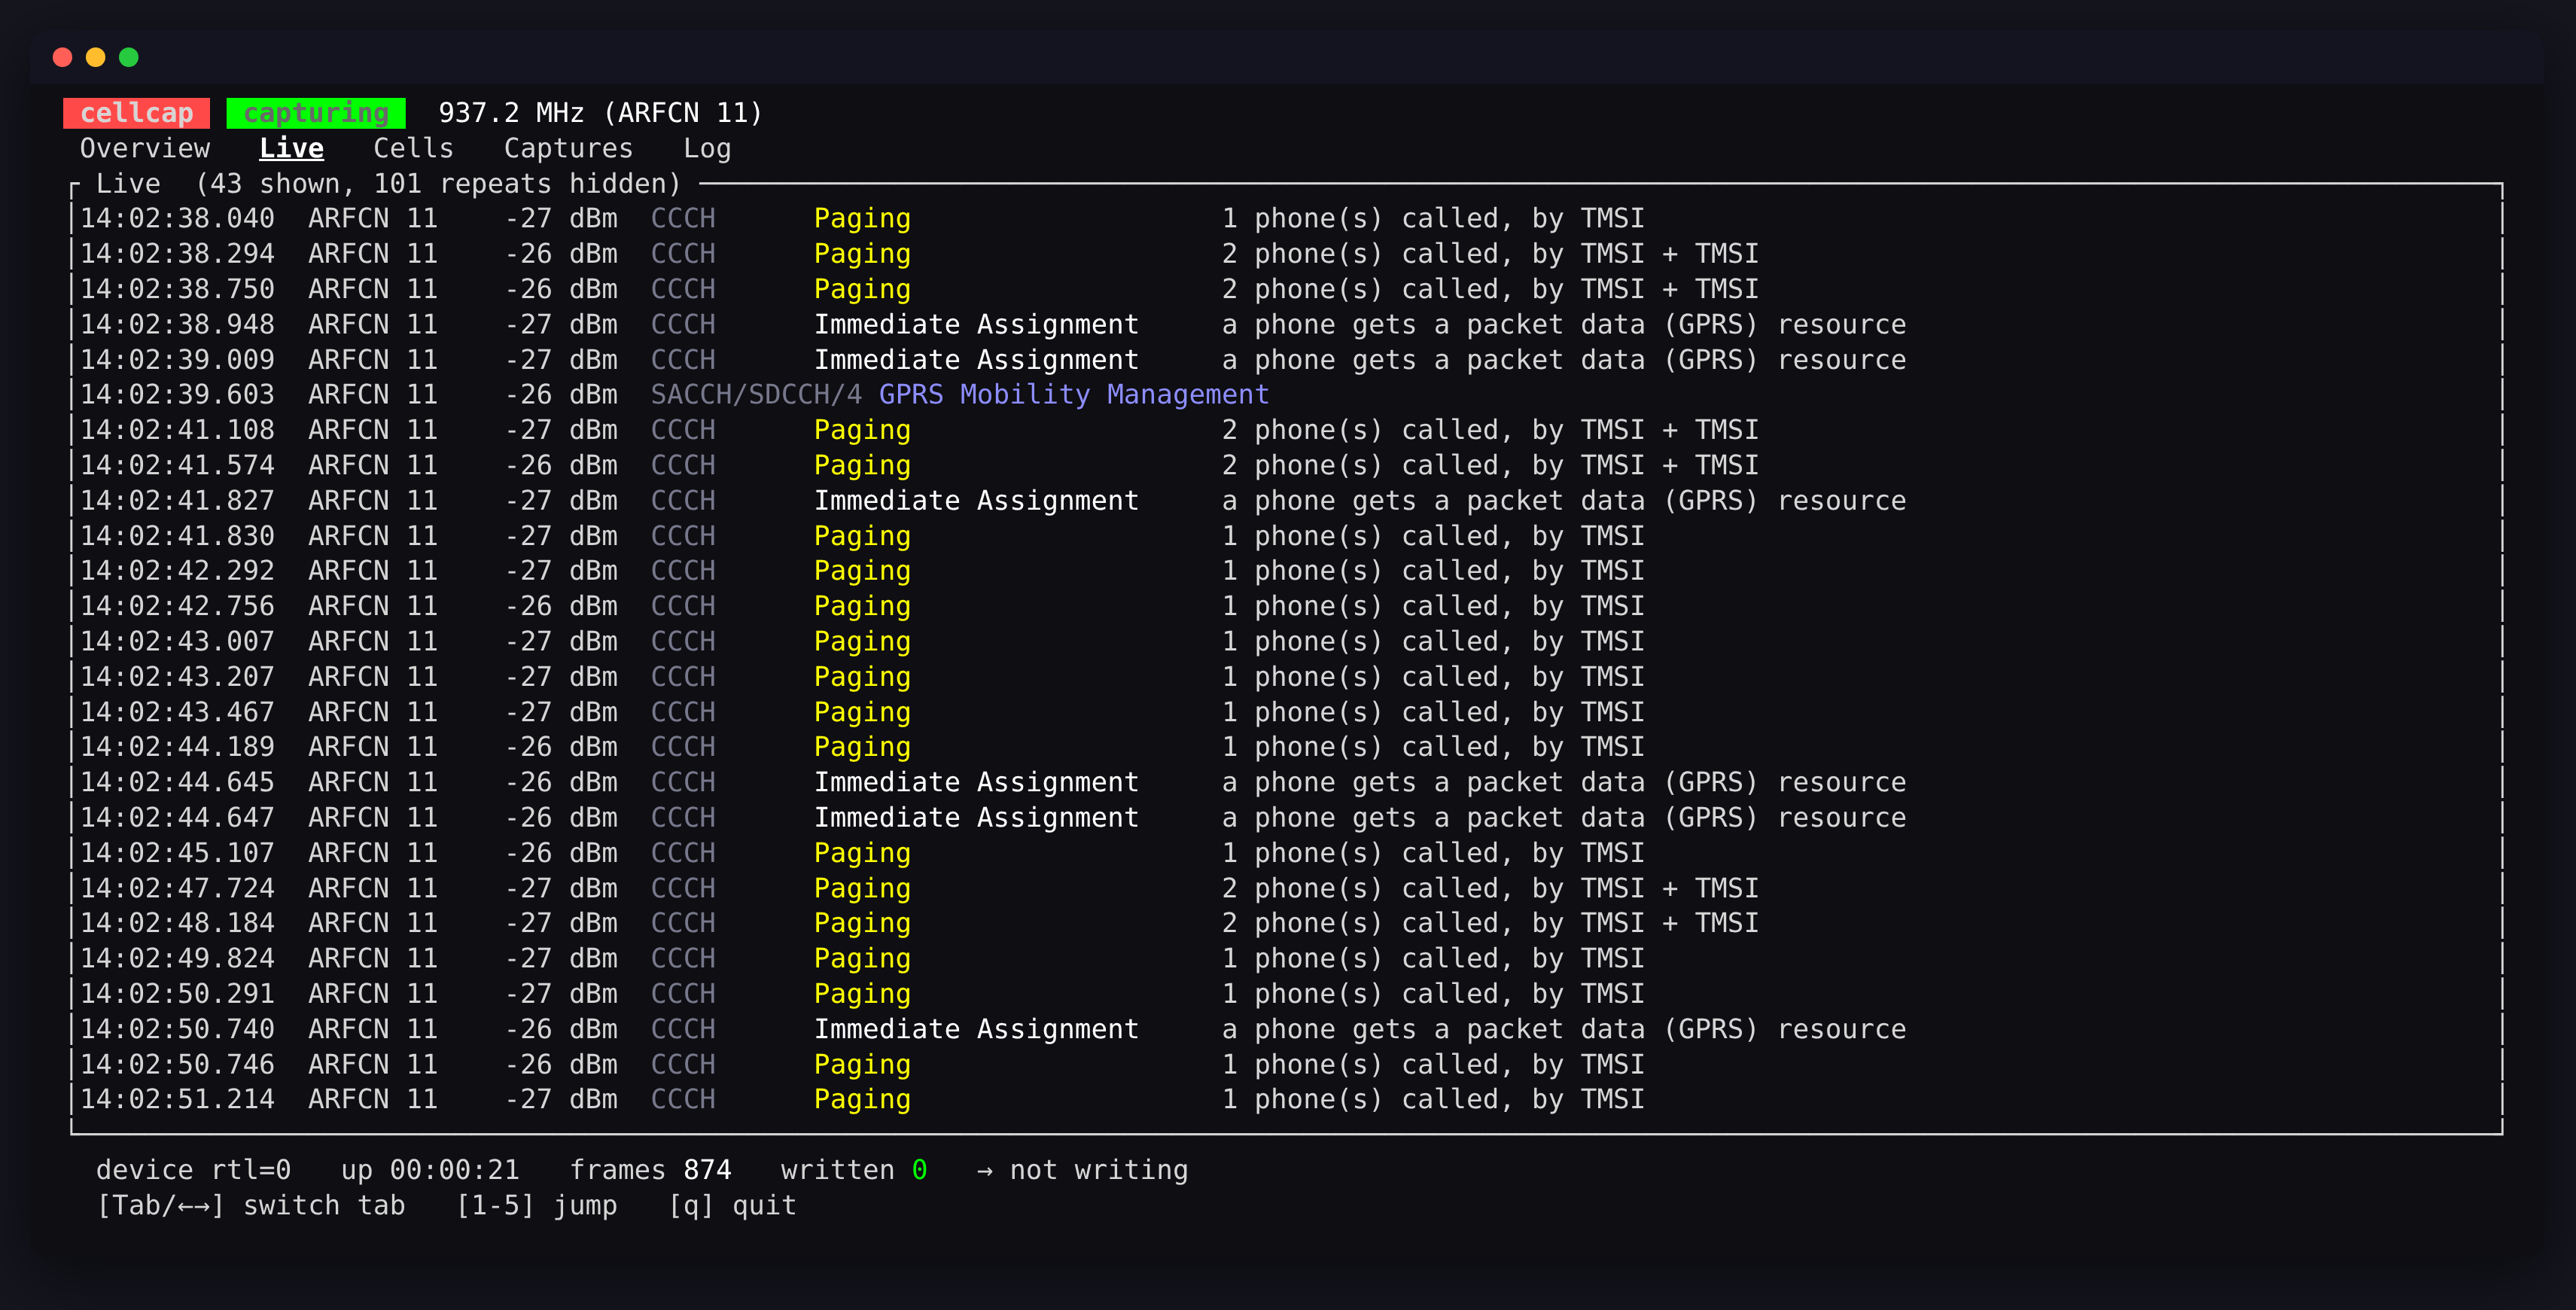 cellcap capturing 937.2 MHz (ARFCN 11)
Overview Live Cells Captures Log
Live (43 shown, 101 repeats hidden)
14:02:38.040 ARFCN 11 -27 dBm CCCH Paging 1 phone(s) called, by TMSI
14:02:38.294 ARFCN 11 -26 dBm CCCH Paging 2 phone(s) called, by TMSI + TMSI
14:02:38.750 ARFCN 11 -26 dBm CCCH Paging 2 phone(s) called, by TMSI + TMSI
14:02:38.948 ARFCN 11 -27 dBm CCCH Immediate Assignment a phone gets a packet data (GPRS) resource
14:02:39.009 ARFCN 11 -27 dBm CCCH Immediate Assignment a phone gets a packet data (GPRS) resource
14:02:39.603 ARFCN 11 -26 dBm SACCH/SDCCH/4 GPRS Mobility Management
14:02:41.108 ARFCN 11 -27 dBm CCCH Paging 2 phone(s) called, by TMSI + TMSI
14:02:41.574 ARFCN 11 -26 dBm CCCH Paging 2 phone(s) called, by TMSI + TMSI
14:02:41.827 ARFCN 11 -27 dBm CCCH Immediate Assignment a phone gets a packet data (GPRS) resource
14:02:41.830 ARFCN 11 -27 dBm CCCH Paging 1 phone(s) called, by TMSI
14:02:42.292 ARFCN 11 -27 dBm CCCH Paging 1 phone(s) called, by TMSI
14:02:42.756 ARFCN 11 -26 dBm CCCH Paging 1 phone(s) called, by TMSI
14:02:43.007 ARFCN 11 -27 dBm CCCH Paging 1 phone(s) called, by TMSI
14:02:43.207 ARFCN 11 -27 dBm CCCH Paging 1 phone(s) called, by TMSI
14:02:43.467 ARFCN 11 -27 dBm CCCH Paging 1 phone(s) called, by TMSI
14:02:44.189 ARFCN 11 -26 dBm CCCH Paging 1 phone(s) called, by TMSI
14:02:44.645 ARFCN 11 -26 dBm CCCH Immediate Assignment a phone gets a packet data (GPRS) resource
14:02:44.647 ARFCN 11 -26 dBm CCCH Immediate Assignment a phone gets a packet data (GPRS) resource
14:02:45.107 ARFCN 11 -26 dBm CCCH Paging 1 phone(s) called, by TMSI
14:02:47.724 ARFCN 11 -27 dBm CCCH Paging 2 phone(s) called, by TMSI + TMSI
14:02:48.184 ARFCN 11 -27 dBm CCCH Paging 2 phone(s) called, by TMSI + TMSI
14:02:49.824 ARFCN 11 -27 dBm CCCH Paging 1 phone(s) called, by TMSI
14:02:50.291 ARFCN 11 -27 dBm CCCH Paging 1 phone(s) called, by TMSI
14:02:50.740 ARFCN 11 -26 dBm CCCH Immediate Assignment a phone gets a packet data (GPRS) resource
14:02:50.746 ARFCN 11 -26 dBm CCCH Paging 1 phone(s) called, by TMSI
14:02:51.214 ARFCN 11 -27 dBm CCCH Paging 1 phone(s) called, by TMSI
device rtl=0 up 00:00:21 frames 874 written 0 → not writing
[Tab/←→] switch tab [1-5] jump [q] quit